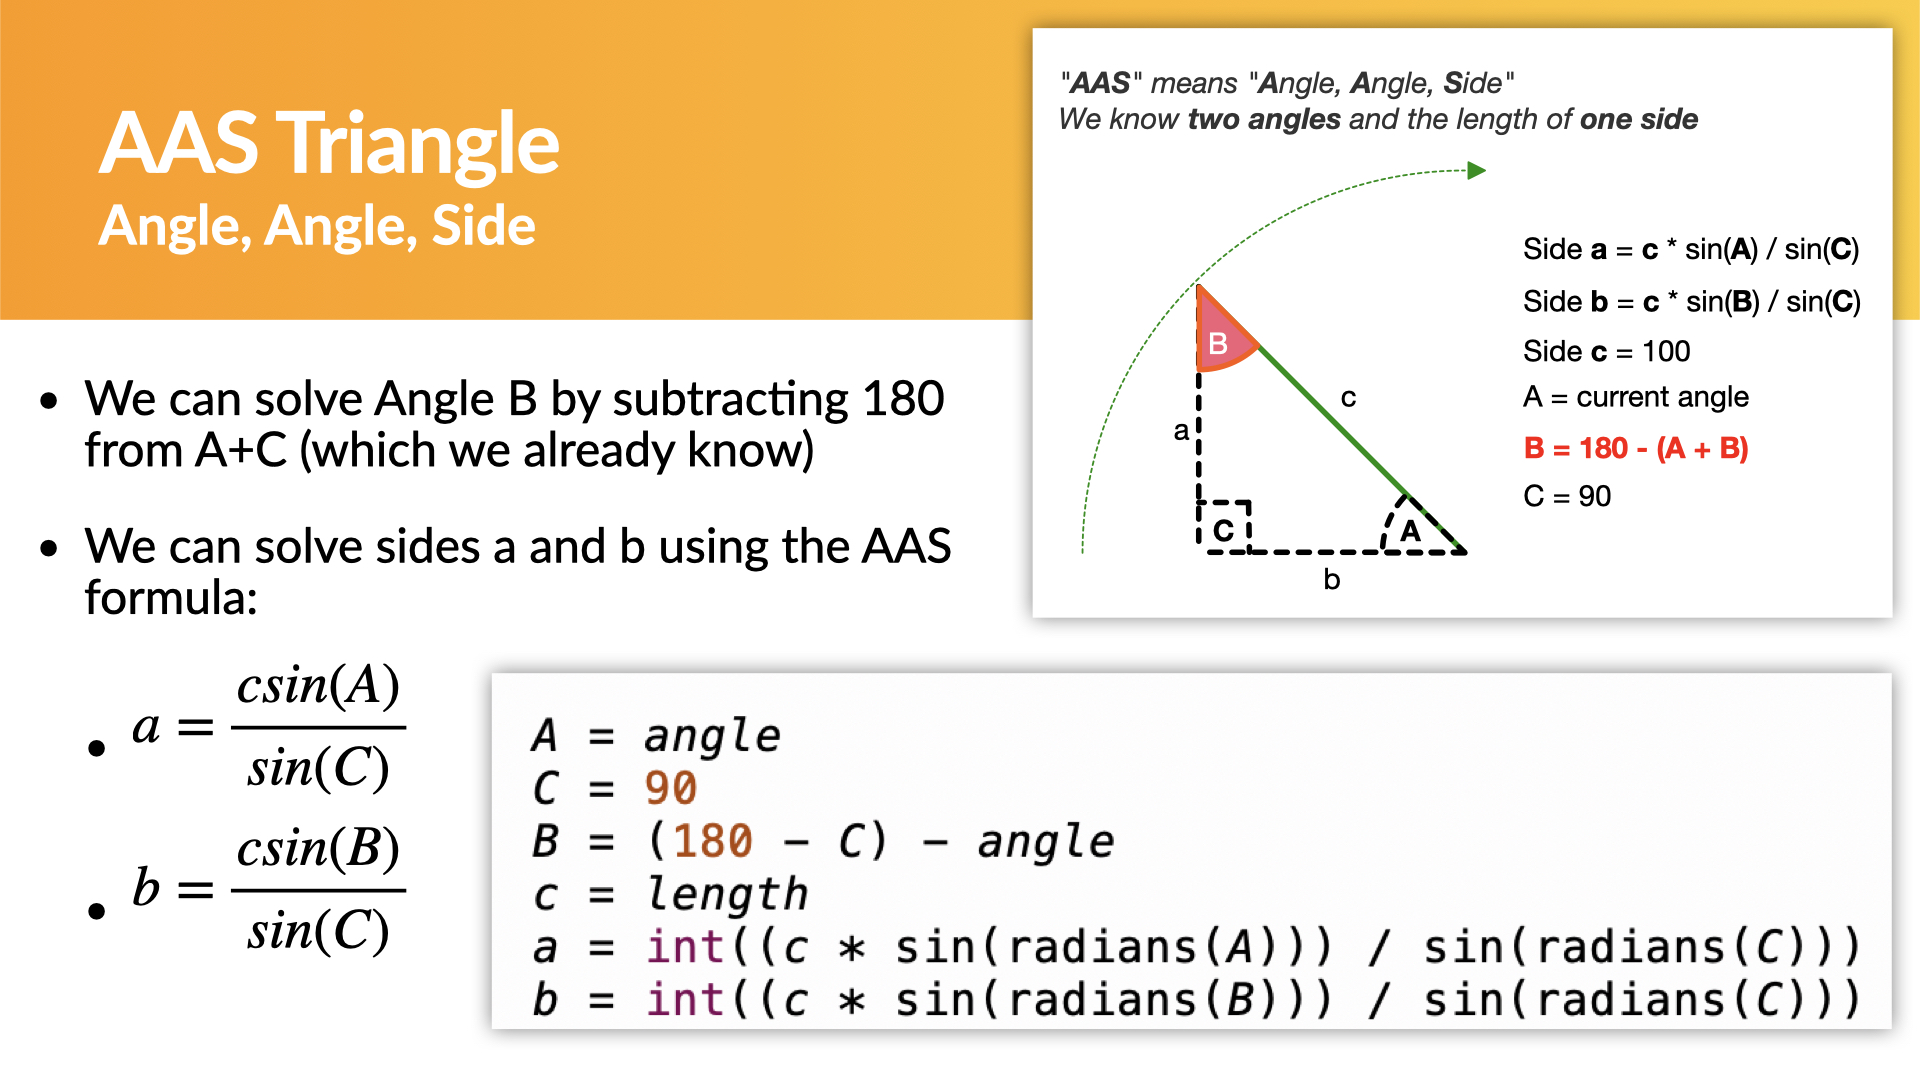 AAS Triangle
Angle, Angle, Side
"AAS" means "Angle, Angle, Side"
We know two angles and the length of one side
B
c
a
C
A
b
Side a = c * sin(A) / sin(C)
Side b = c * sin(B) / sin(C)
Side c = 100
A = current angle
B = 180 - (A + B)
C = 90
• We can solve Angle B by subtracting 180
from A+C (which we already know)
• We can solve sides a and b using the AAS
formula:
• a = csin(A) / sin(C)
• b = csin(B) / sin(C)
A = angle
C = 90
B = (180 − C) − angle
c = length
a = int((c * sin(radians(A))) / sin(radians(C)))
b = int((c * sin(radians(B))) / sin(radians(C)))